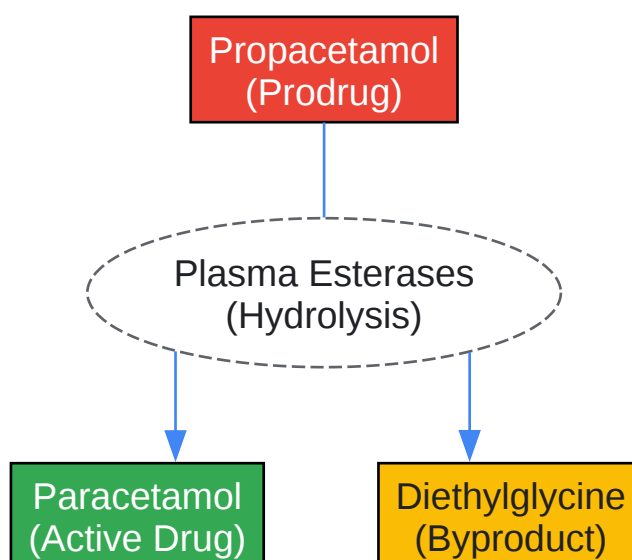 Propacetamol
(Prodrug)
Plasma Esterases
(Hydrolysis)
Paracetamol
(Active Drug)
Diethylglycine
(Byproduct)